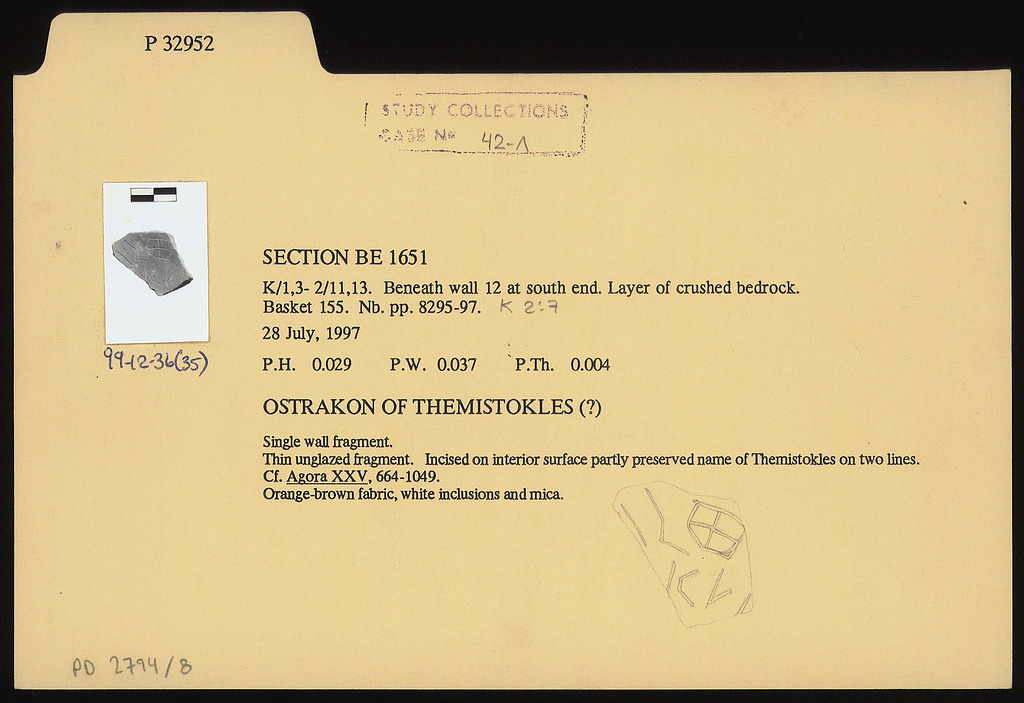 P 32952
STUDY COLLECTIONS
CASE No 42-Λ
SECTION BE 1651
K/1,3- 2/11,13. Beneath wall 12 at south end. Layer of crushed bedrock.
Basket 155. Nb. pp. 8295-97. K 2:7
28 July, 1997
99-12-36(35)
P.H. 0.029 P.W. 0.037 P.Th. 0.004
OSTRAKON OF THEMISTOKLES (?)
Single wall fragment.
Thin unglazed fragment. Incised on interior surface partly preserved name of Themistokles on two lines.
Cf. Agora XXV, 664-1049.
Orange-brown fabric, white inclusions and mica.
PD 2794/8